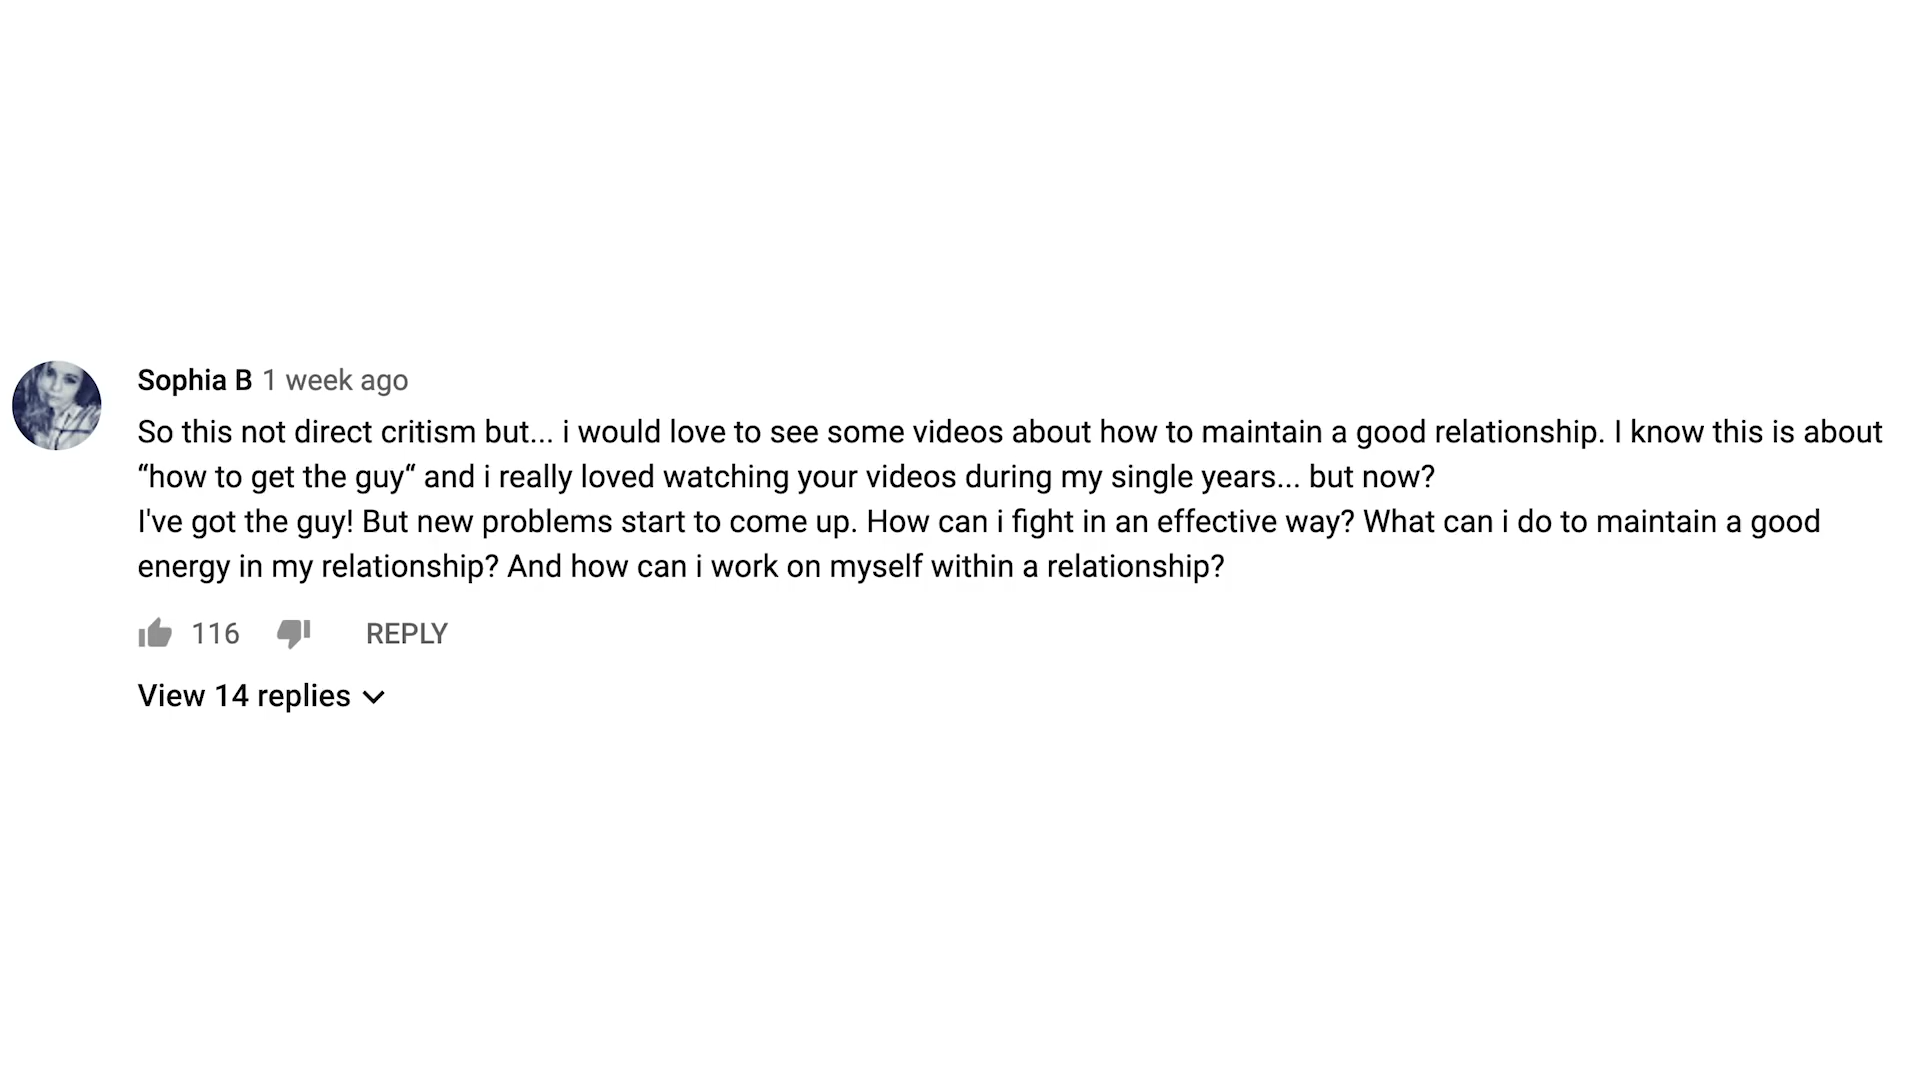 Sophia B 1 week ago
So this not direct critism but... i would love to see some videos about how to maintain a good relationship. I know this is about
“how to get the guy“ and i really loved watching your videos during my single years... but now?
I've got the guy! But new problems start to come up. How can i fight in an effective way? What can i do to maintain a good
energy in my relationship? And how can i work on myself within a relationship?
116 REPLY
View 14 replies